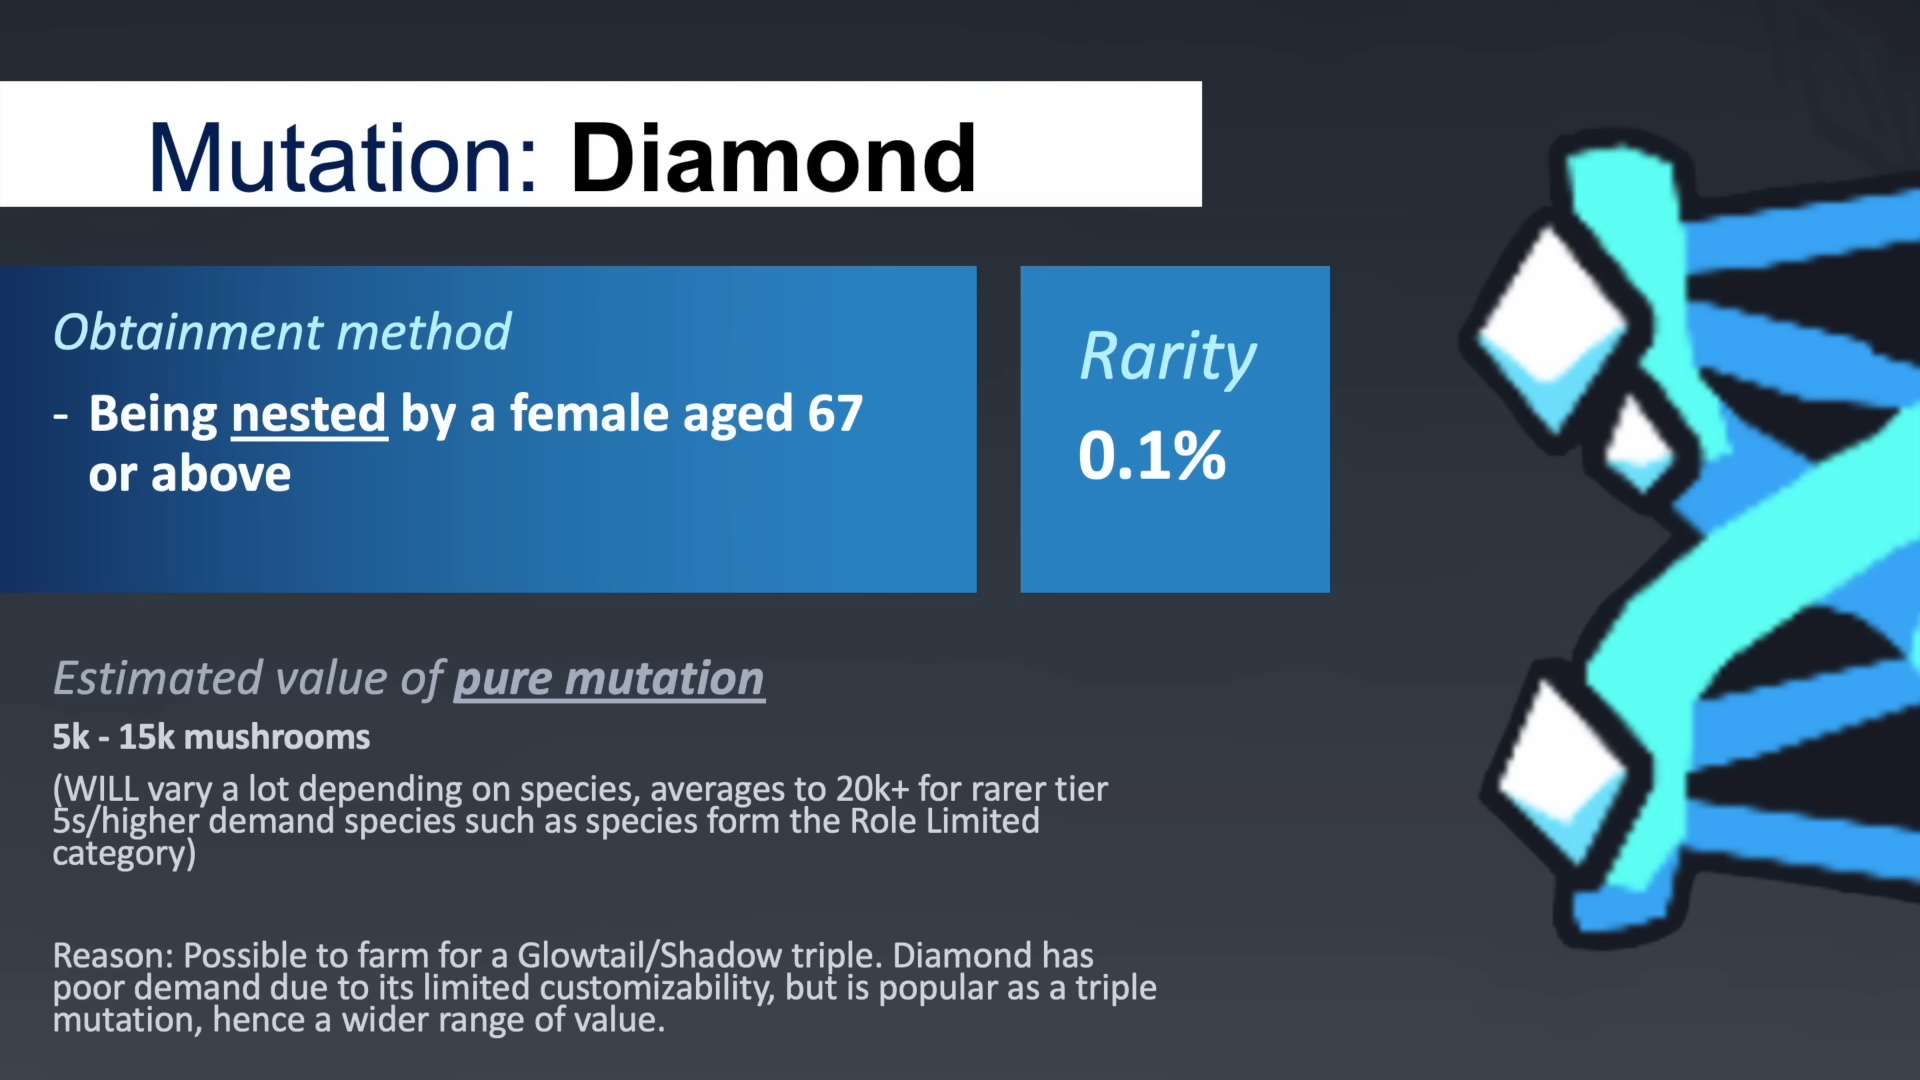 Mutation: Diamond
Obtainment method
- Being nested by a female aged 67
or above
Rarity
0.1%
Estimated value of pure mutation
5k - 15k mushrooms
(WILL vary a lot depending on species, averages to 20k+ for rarer tier
5s/higher demand species such as species form the Role Limited
category)
Reason: Possible to farm for a Glowtail/Shadow triple. Diamond has
poor demand due to its limited customizability, but is popular as a triple
mutation, hence a wider range of value.